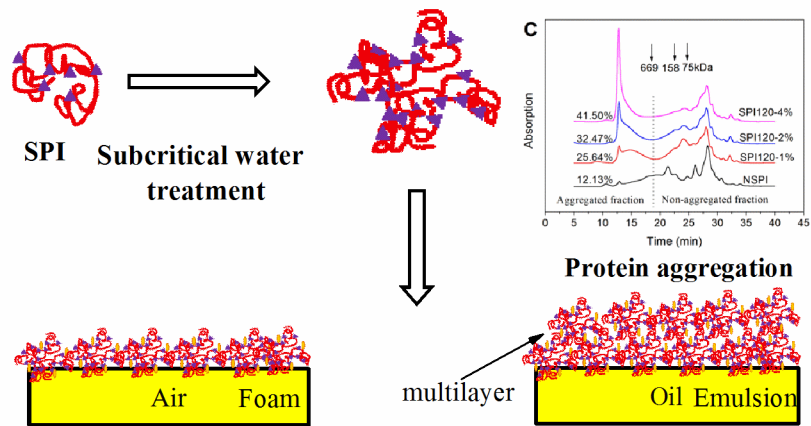 SPI
Subcritical water
treatment
C
669 158 75kDa
Absorption
41.50% SPI120-4%
32.47% SPI120-2%
25.64% SPI120-1%
12.13% NSPI
Aggregated fraction Non-aggregated fraction
0 5 10 15 20 25 30 35 40 45
Time (min)
Protein aggregation
multilayer
Air Foam
Oil Emulsion